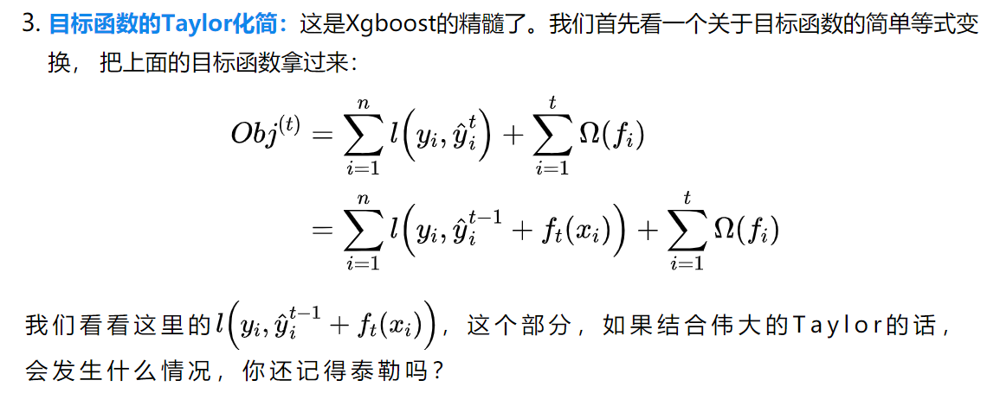 3. 目标函数的Taylor化简：这是Xgboost的精髓了。我们首先看一个关于目标函数的简单等式变
换， 把上面的目标函数拿过来：
$Obj^{(t)} = \sum_{i=1}^{n} l\left(y_i, \hat{y}_i^{t}\right) + \sum_{i=1}^{t} \Omega(f_i)$
$= \sum_{i=1}^{n} l\left(y_i, \hat{y}_i^{t-1} + f_t(x_i)\right) + \sum_{i=1}^{t} \Omega(f_i)$
我们看看这里的$l\left(y_i, \hat{y}_i^{t-1} + f_t(x_i)\right)$，这个部分，如果结合伟大的Taylor的话，
会发生什么情况，你还记得泰勒吗？